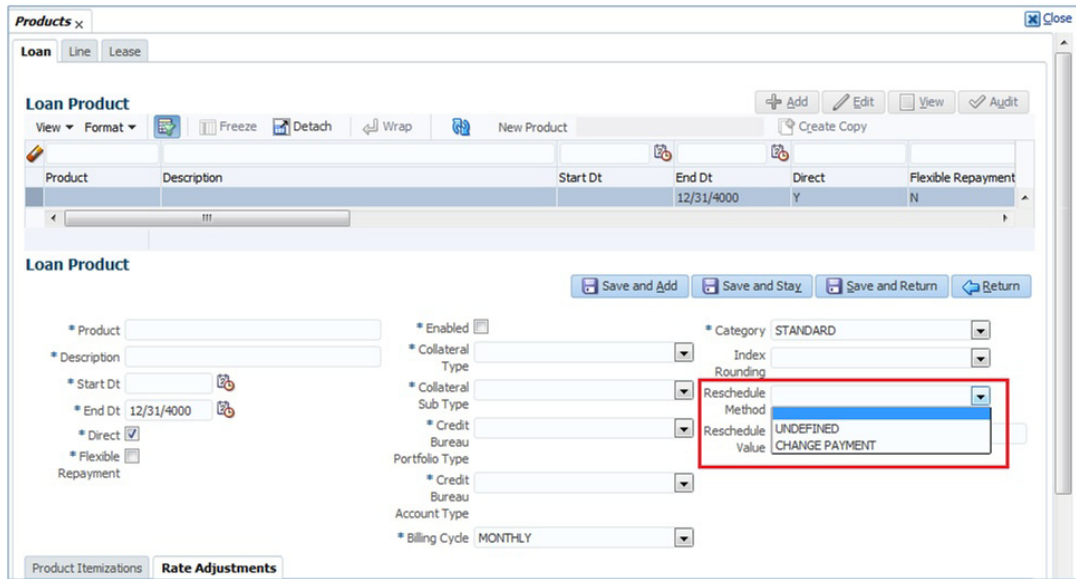 Products x
Close
Loan Line Lease
Loan Product
Add Edit View Audit
View Format Freeze Detach Wrap New Product Create Copy
Product Description Start Dt End Dt Direct Flexible Repayment
12/31/4000 Y N
Loan Product
Save and Add Save and Stay Save and Return Return
* Product
* Description
* Start Dt
* End Dt 12/31/4000
* Direct
* Flexible
Repayment
* Enabled
* Collateral
Type
* Collateral
Sub Type
* Credit
Bureau
Portfolio Type
* Credit
Bureau
Account Type
* Billing Cycle MONTHLY
* Category STANDARD
Index
Rounding
Reschedule
Method
UNDEFINED
Reschedule
Value
CHANGE PAYMENT
Product Itemizations Rate Adjustments